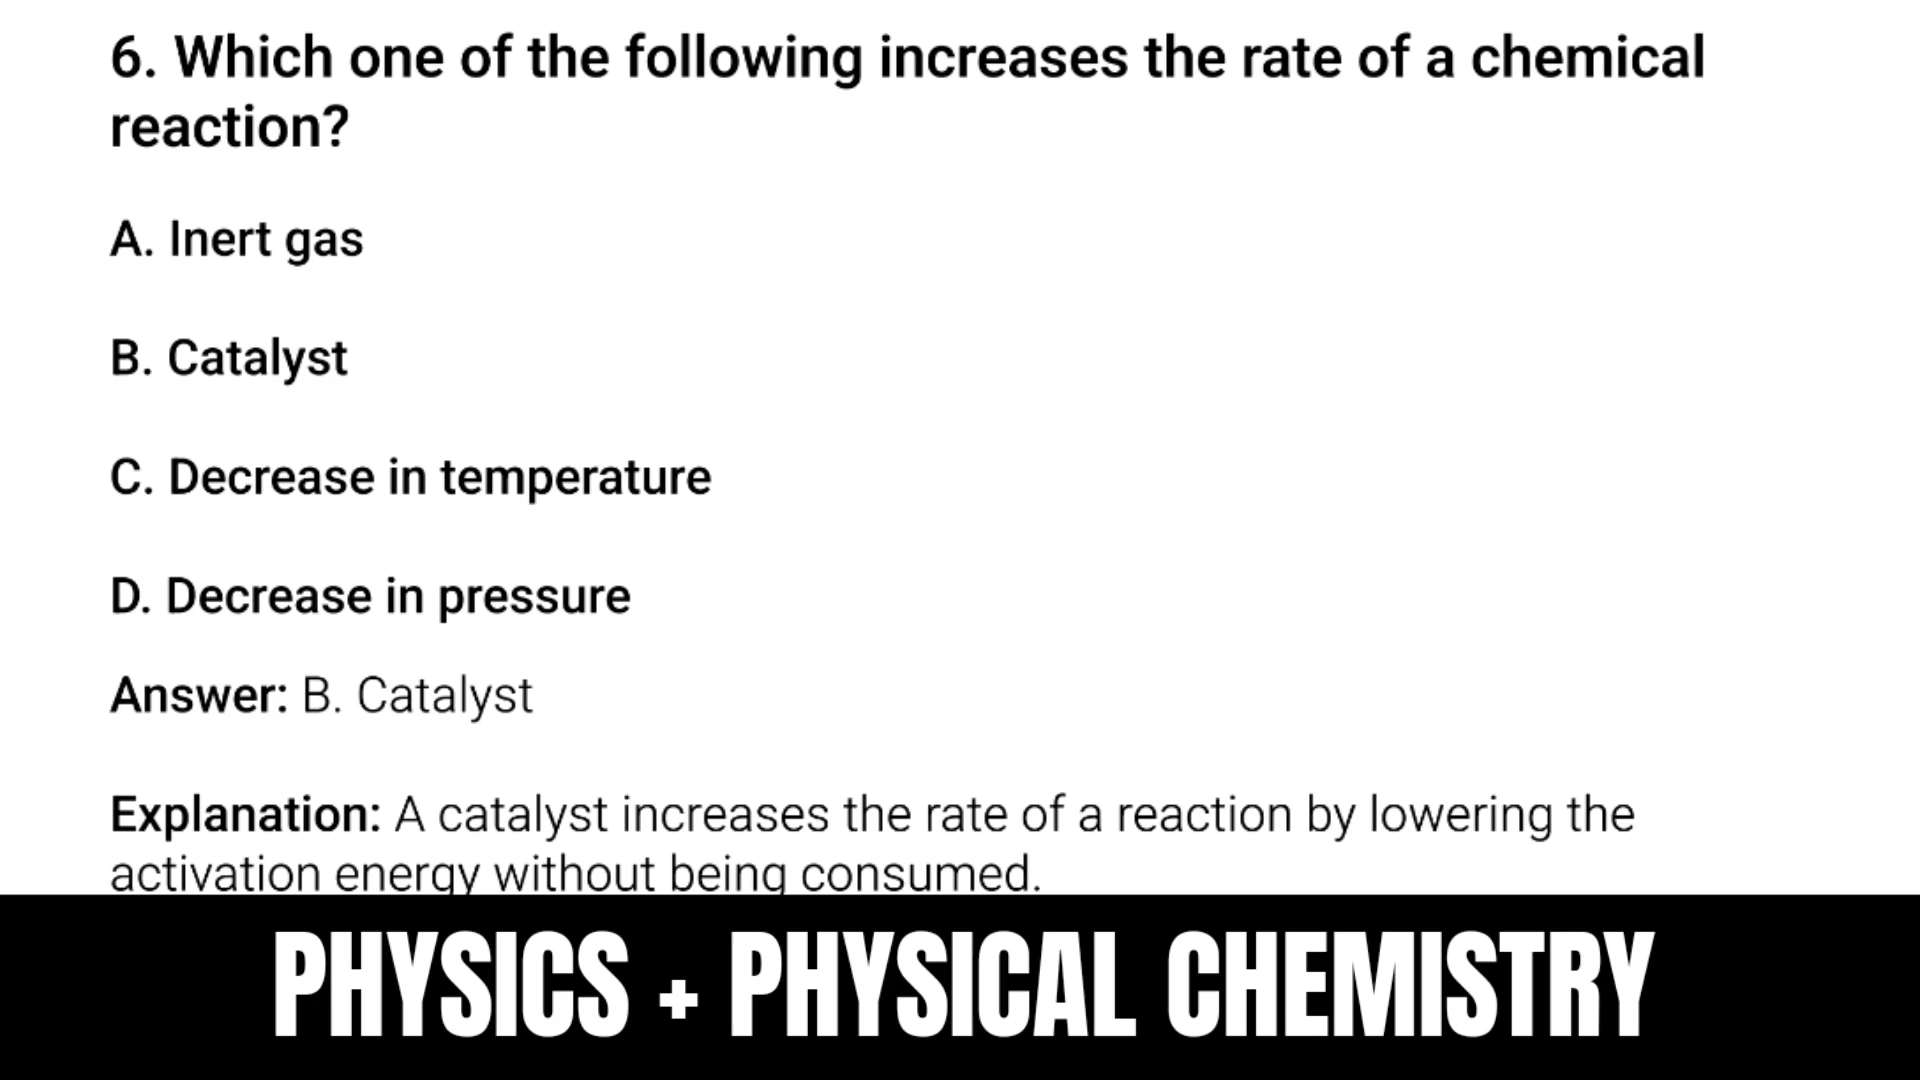 6. Which one of the following increases the rate of a chemical
reaction?
A. Inert gas
B. Catalyst
C. Decrease in temperature
D. Decrease in pressure
Answer: B. Catalyst
Explanation: A catalyst increases the rate of a reaction by lowering the
activation energy without being consumed.
PHYSICS + PHYSICAL CHEMISTRY